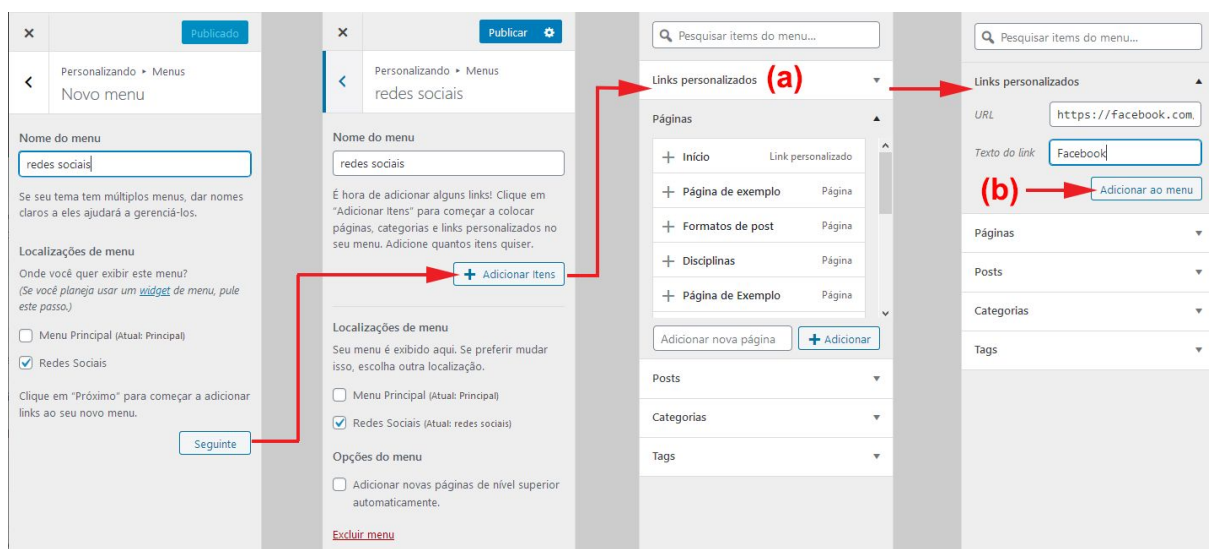 Publicado
Personalizando ▸ Menus
Novo menu
Nome do menu
redes sociais
Se seu tema tem múltiplos menus, dar nomes
claros a eles ajudará a gerenciá-los.
Localizações de menu
Onde você quer exibir este menu?
(Se você planeja usar um widget de menu, pule
este passo.)
Menu Principal (Atual: Principal)
Redes Sociais
Clique em "Próximo" para começar a adicionar
links ao seu novo menu.
Seguinte
Publicar
Personalizando ▸ Menus
redes sociais
Nome do menu
redes sociais
É hora de adicionar alguns links! Clique em
"Adicionar Itens" para começar a colocar
páginas, categorias e links personalizados no
seu menu. Adicione quantos itens quiser.
+ Adicionar Itens
Localizações de menu
Seu menu é exibido aqui. Se preferir mudar
isso, escolha outra localização.
Menu Principal (Atual: Principal)
Redes Sociais (Atual: redes sociais)
Opções do menu
Adicionar novas páginas de nível superior
automaticamente.
Excluir menu
Pesquisar items do menu...
Links personalizados (a)
Páginas
+ Início Link personalizado
+ Página de exemplo Página
+ Formatos de post Página
+ Disciplinas Página
+ Página de Exemplo Página
Adicionar nova página + Adicionar
Posts
Categorias
Tags
Pesquisar items do menu...
Links personalizados
URL https://facebook.com
Texto do link Facebook
(b) Adicionar ao menu
Páginas
Posts
Categorias
Tags